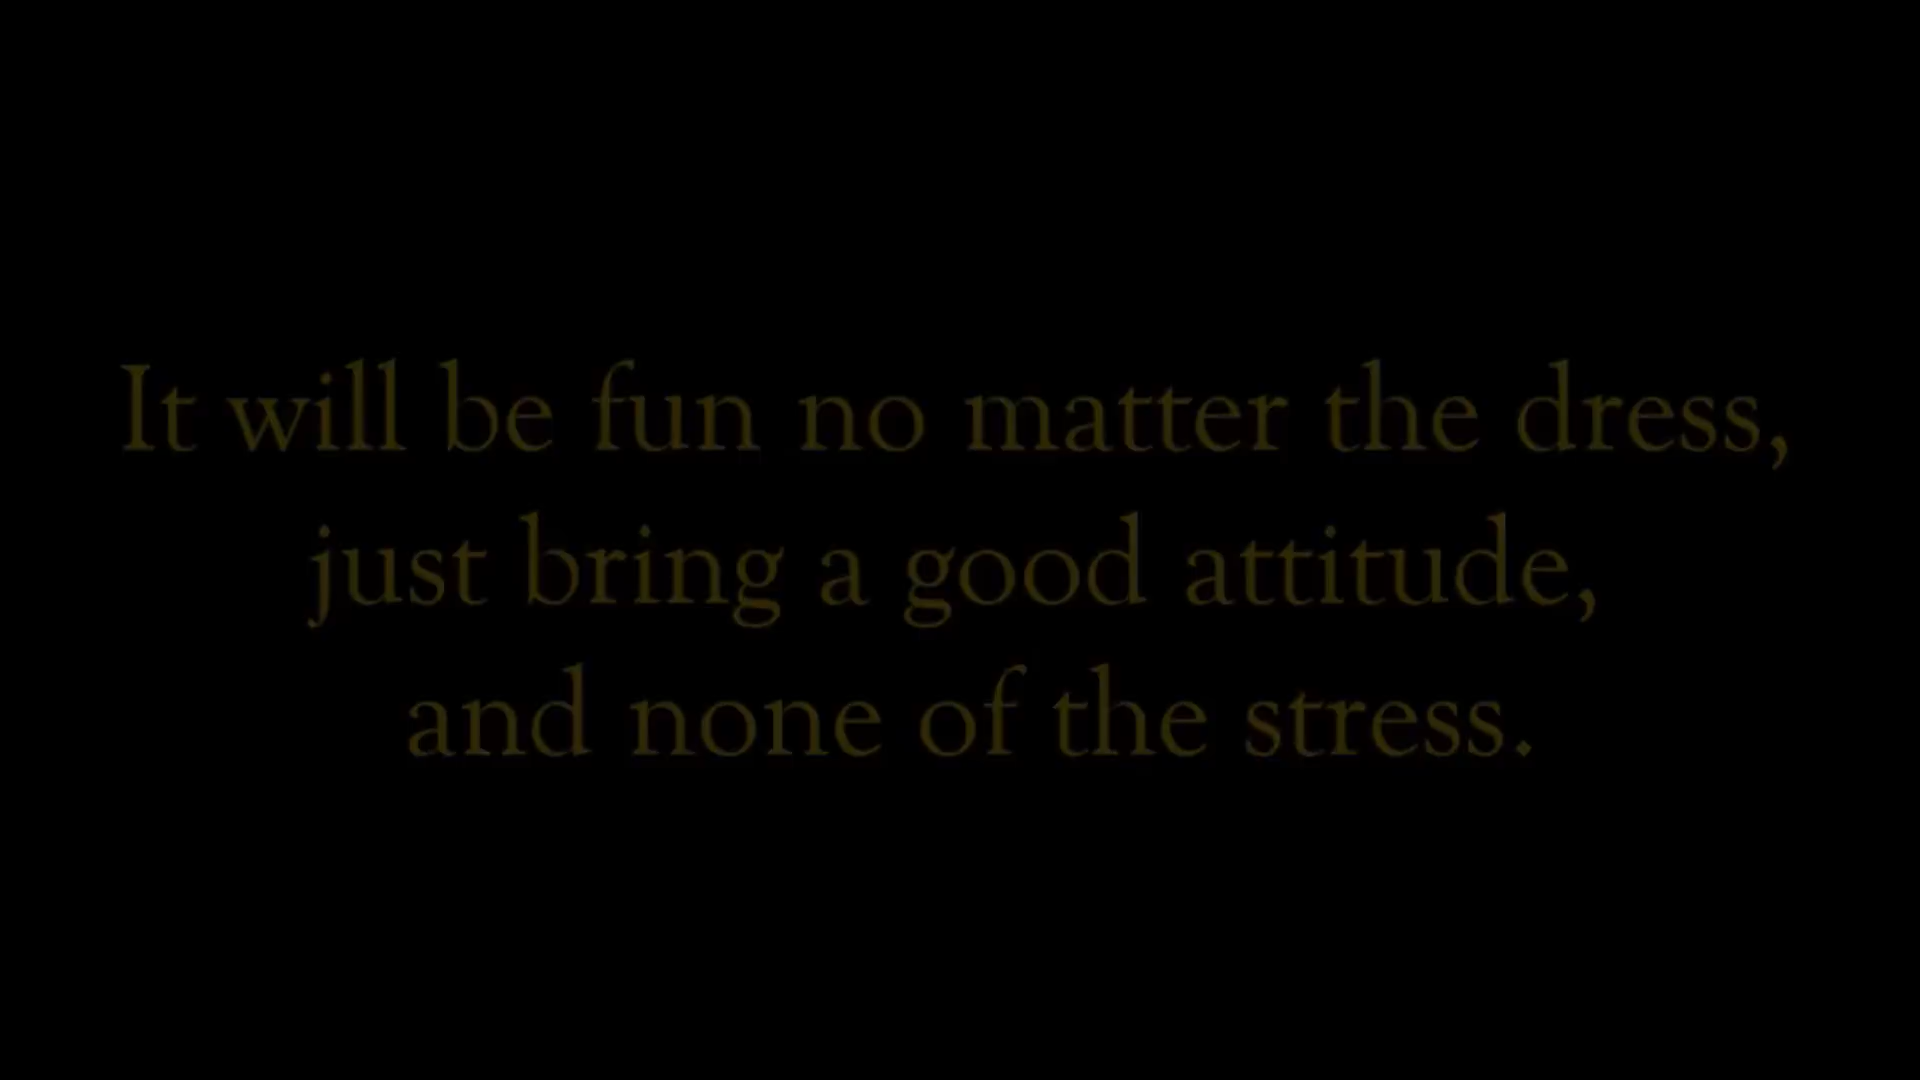 It will be fun no matter the dress,
just bring a good attitude,
and none of the stress.